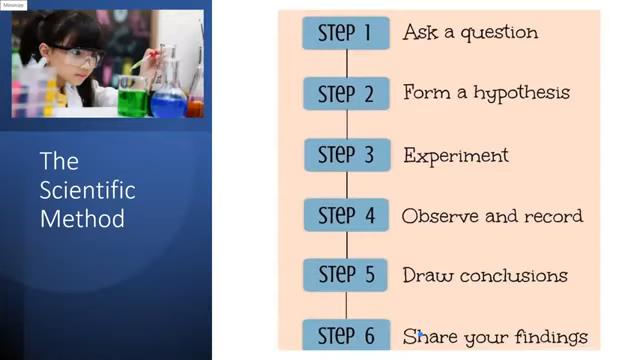 The
Scientific
Method
STEP 1 Ask a question
STEP 2 Form a hypothesis
STEP 3 Experiment
STEP 4 Observe and record
STEP 5 Draw conclusions
STEP 6 Share your findings